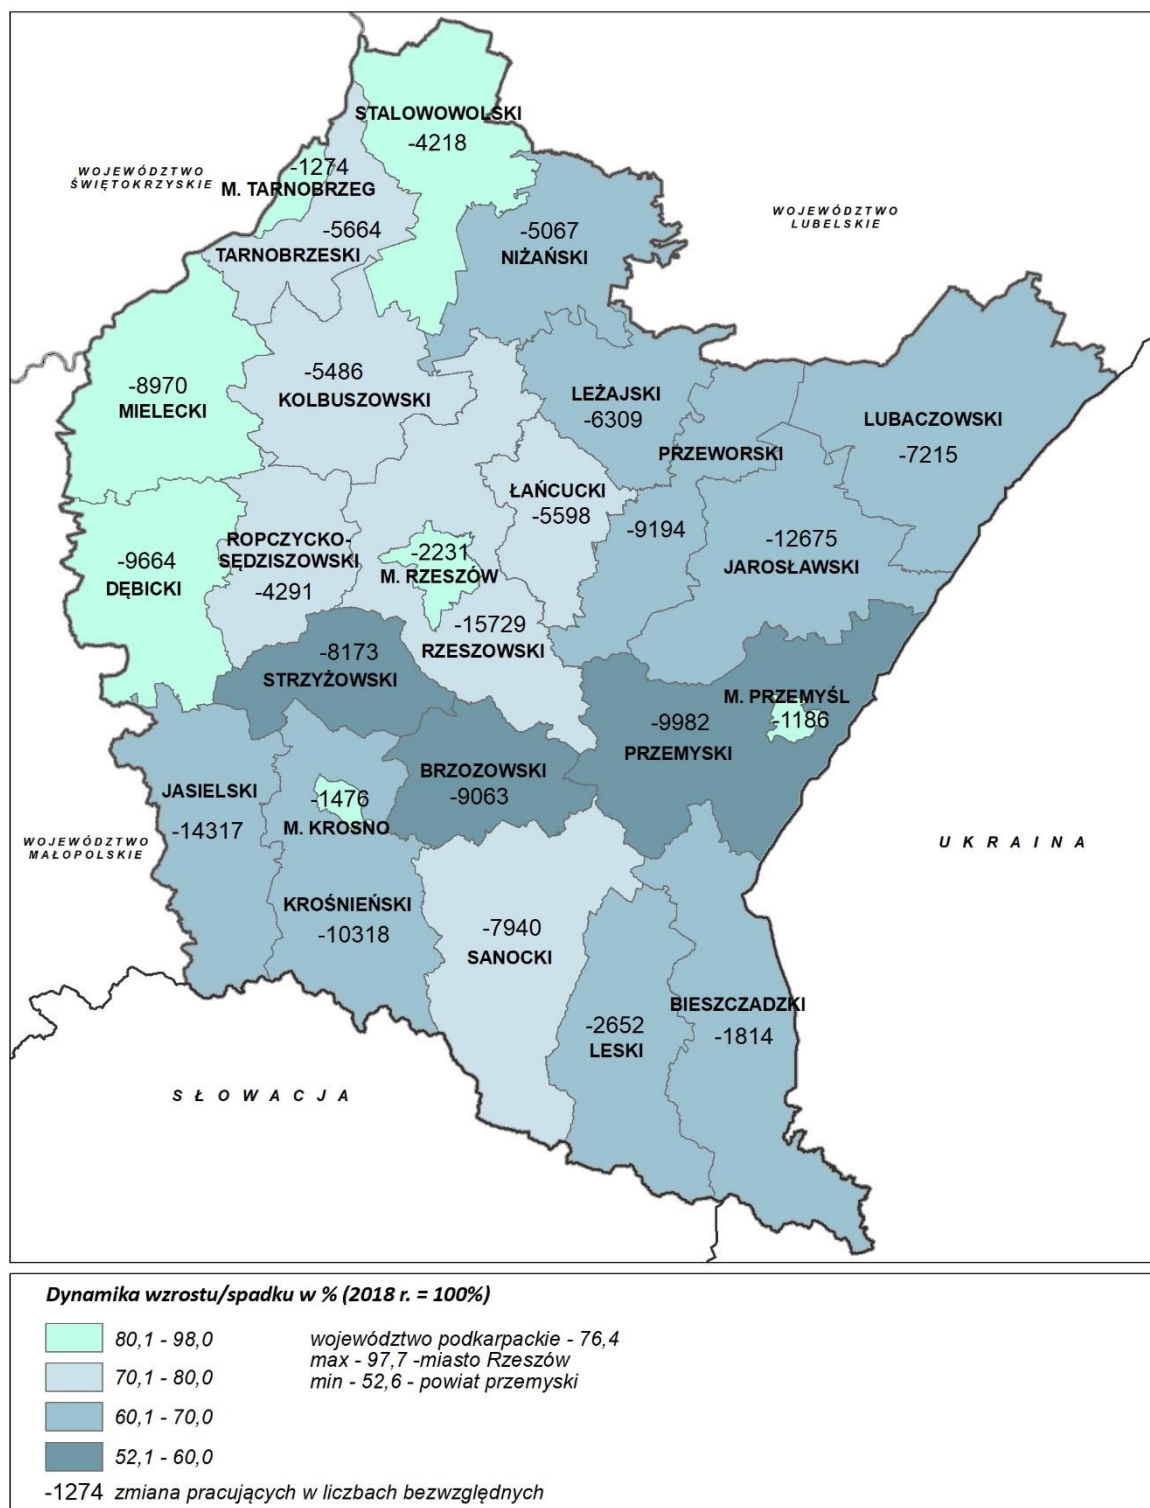 STALOWOWOLSKI
-4218
WOJEWÓDZTWO
ŚWIĘTOKRZYSKIE
-1274
M. TARNOBRZEG
-5664
TARNOBRZESKI
-5067
NIŻAŃSKI
WOJEWÓDZTWO
LUBELSKIE
-8970
MIELECKI
-5486
KOLBUSZOWSKI
LEŻAJSKI
-6309
PRZEWORSKI
-9194
LUBACZOWSKI
-7215
ŁAŃCUCKI
-5598
-12675
JAROSŁAWSKI
-9664
DĘBICKI
ROPCZYCKO-
SĘDZISZOWSKI
-4291
-2231
M. RZESZÓW
-15729
RZESZOWSKI
-8173
STRZYŻOWSKI
M. PRZEMYŚL
-1186
-9982
PRZEMYSKI
BRZOZOWSKI
-9063
JASIELSKI
-14317
-1476
M. KROSNO
WOJEWÓDZTWO
MAŁOPOLSKIE
UKRAINA
KROŚNIEŃSKI
-10318
-7940
SANOCKI
-2652
LESKI
BIESZCZADZKI
-1814
SŁOWACJA
Dynamika wzrostu/spadku w % (2018 r. = 100%)
80,1 - 98,0
70,1 - 80,0
60,1 - 70,0
52,1 - 60,0
województwo podkarpackie - 76,4
max - 97,7 -miasto Rzeszów
min - 52,6 - powiat przemyski
-1274 zmiana pracujących w liczbach bezwzględnych